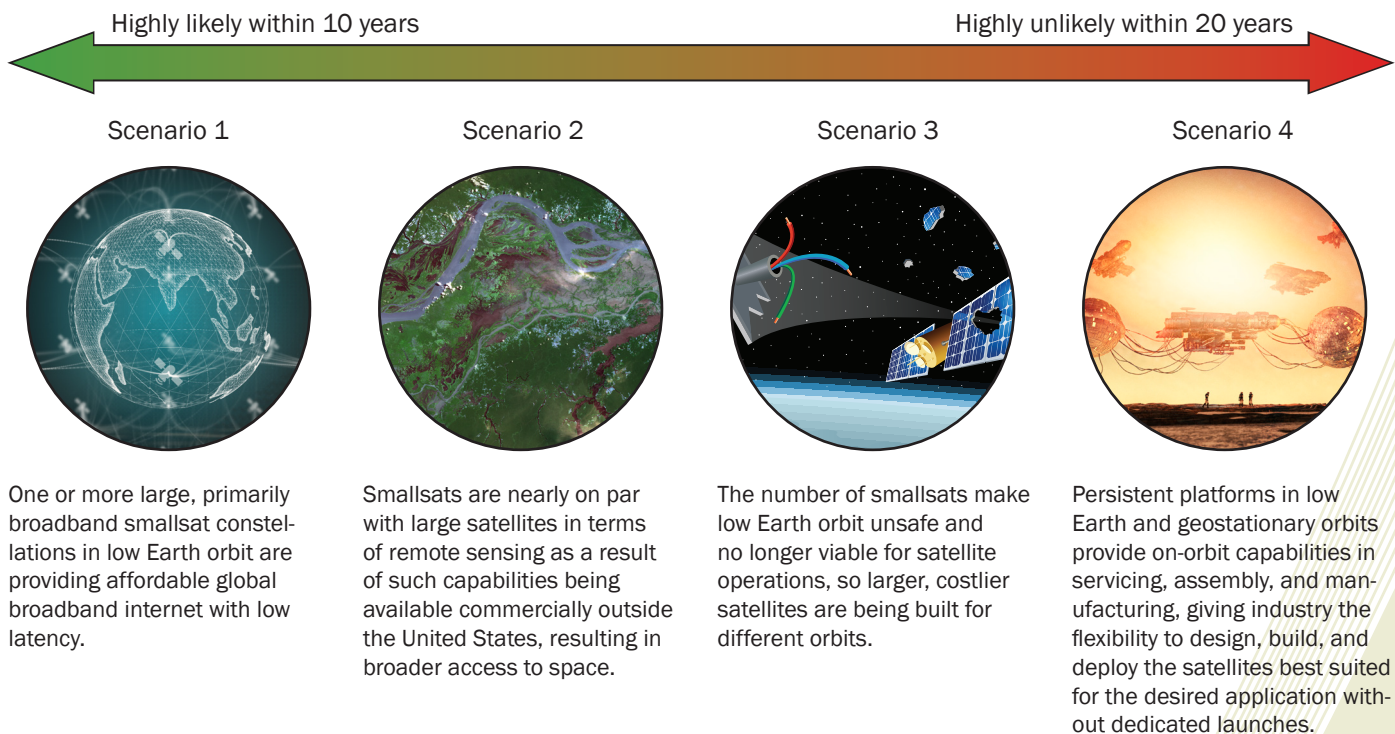 Highly likely within 10 years
Highly unlikely within 20 years
Scenario 1
Scenario 2
Scenario 3
Scenario 4
One or more large, primarily
broadband smallsat constel-
lations in low Earth orbit are
providing affordable global
broadband internet with low
latency.
Smallsats are nearly on par
with large satellites in terms
of remote sensing as a result
of such capabilities being
available commercially outside
the United States, resulting in
broader access to space.
The number of smallsats make
low Earth orbit unsafe and
no longer viable for satellite
operations, so larger, costlier
satellites are being built for
different orbits.
Persistent platforms in low
Earth and geostationary orbits
provide on-orbit capabilities in
servicing, assembly, and man-
ufacturing, giving industry the
flexibility to design, build, and
deploy the satellites best suited
for the desired application with-
out dedicated launches.